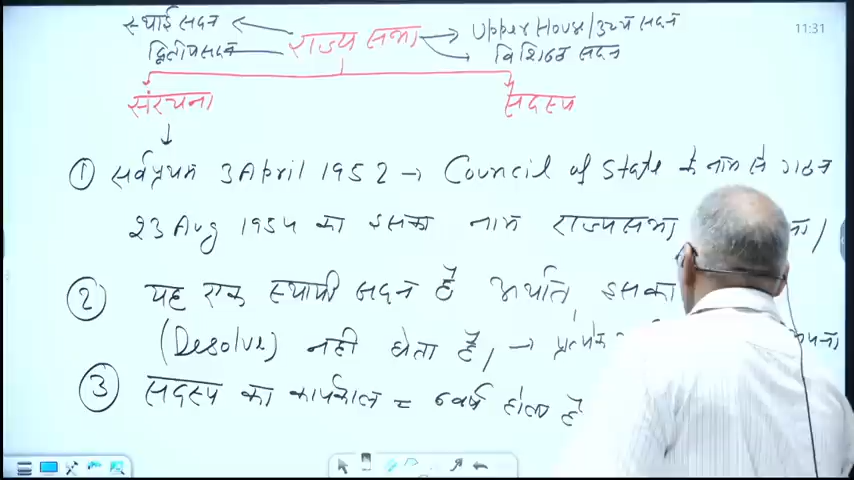 स्थाई सदन राज्य सभा Upper House/उच्च सदन
द्वितीय सदन विशिष्ट सदन
11:31
संरचना सदस्य
① सर्वप्रथम 3 April 1952 → Council of State के नाम से गठन
23 Aug 1954 को इसका नाम राज्यसभा
② यह एक स्थायी सदन है अर्थात इसका
(Desolve) नही होता है, → प्रत्येक
③ सदस्य का कार्यकाल = 6 वर्ष होता है